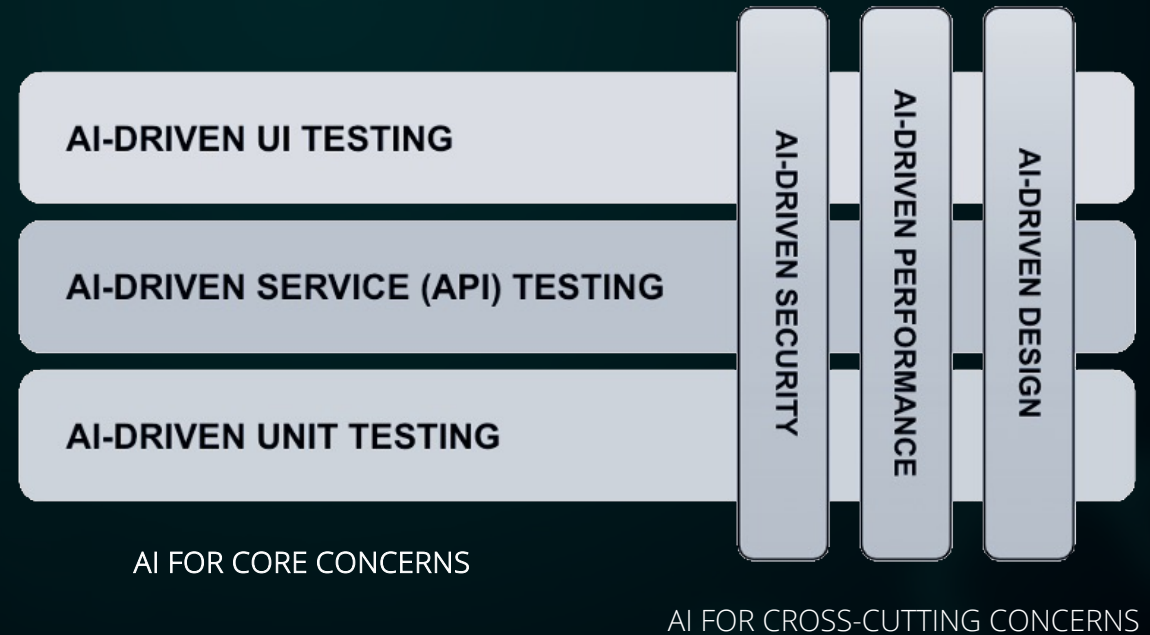 AI-DRIVEN UI TESTING
AI-DRIVEN SERVICE (API) TESTING
AI-DRIVEN UNIT TESTING
AI-DRIVEN SECURITY
AI-DRIVEN PERFORMANCE
AI-DRIVEN DESIGN
AI FOR CORE CONCERNS
AI FOR CROSS-CUTTING CONCERNS